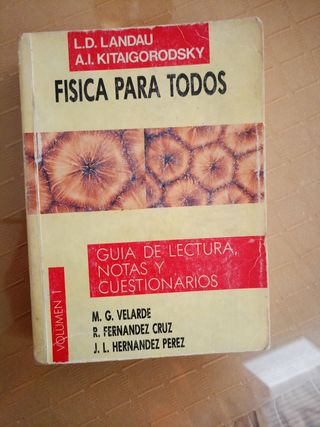 L.D. LANDAU
A.I. KITAIGORODSKY
FISICA PARA TODOS
GUIA DE LECTURA,
NOTAS Y
CUESTIONARIOS
VOLUMEN 1
M. G. VELARDE
R. FERNANDEZ CRUZ
J. L. HERNANDEZ PEREZ